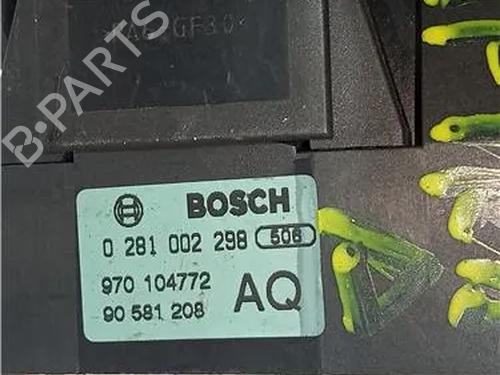 B-PARTS
BOSCH
0 281 002 298 506
970 104772
90 581 208
AQ